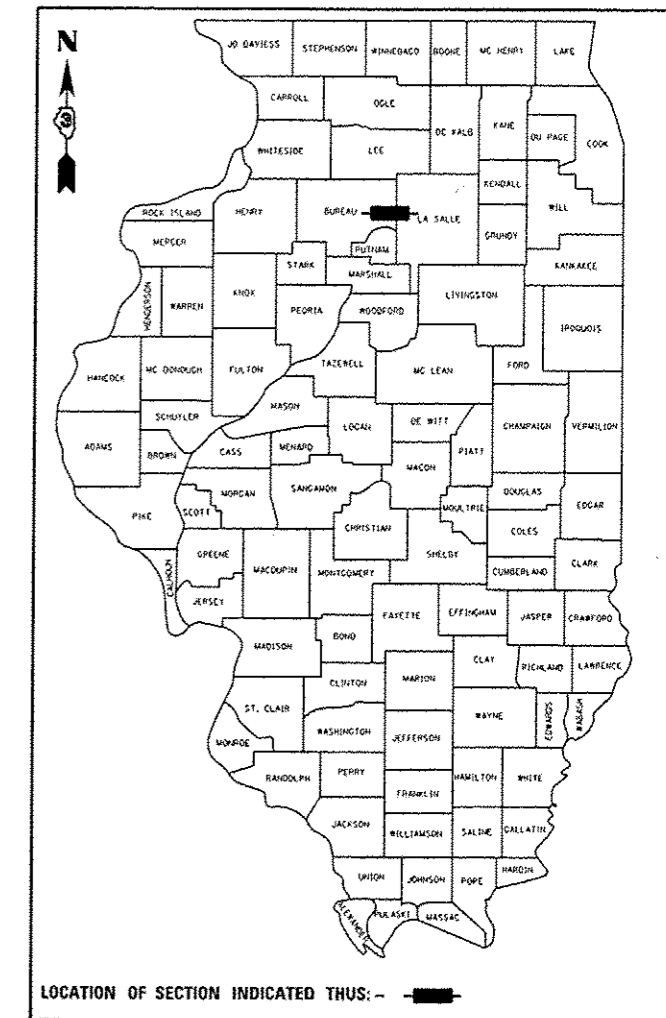 N
JO DAVIESS STEPHENSON WINNEBAGO BOONE MC HENRY LAKE
CARROLL OGLE DE KALB KANE DU PAGE COOK
WHITESIDE LEE
KENDALL WILL
ROCK ISLAND HENRY BUREAU LA SALLE
GRUNDY
MERCER PUTNAM
STARK MARSHALL KANKAKEE
KNOX LIVINGSTON
HENDERSON WARREN PEORIA WOODFORD IROQUOIS
HANCOCK MC DONOUGH FULTON TAZEWELL MC LEAN FORD
MASON
SCHUYLER LOGAN DE WITT CHAMPAIGN VERMILION
ADAMS BROWN CASS MENARD PIATT
MACON
MORGAN SANGAMON DOUGLAS
PIKE SCOTT CHRISTIAN MOULTRIE EDGAR
COLES
GREENE SHELBY
CALHOUN MACOUPIN MONTGOMERY CUMBERLAND CLARK
JERSEY
FAYETTE EFFINGHAM JASPER CRAWFORD
MADISON BOND
CLAY RICHLAND LAWRENCE
CLINTON MARION
ST. CLAIR WAYNE EDWARDS WABASH
MONROE WASHINGTON JEFFERSON
RANDOLPH PERRY HAMILTON WHITE
FRANKLIN
JACKSON WILLIAMSON SALINE GALLATIN
UNION JOHNSON POPE HARDIN
ALEXANDER PULASKI MASSAC
LOCATION OF SECTION INDICATED THUS: -